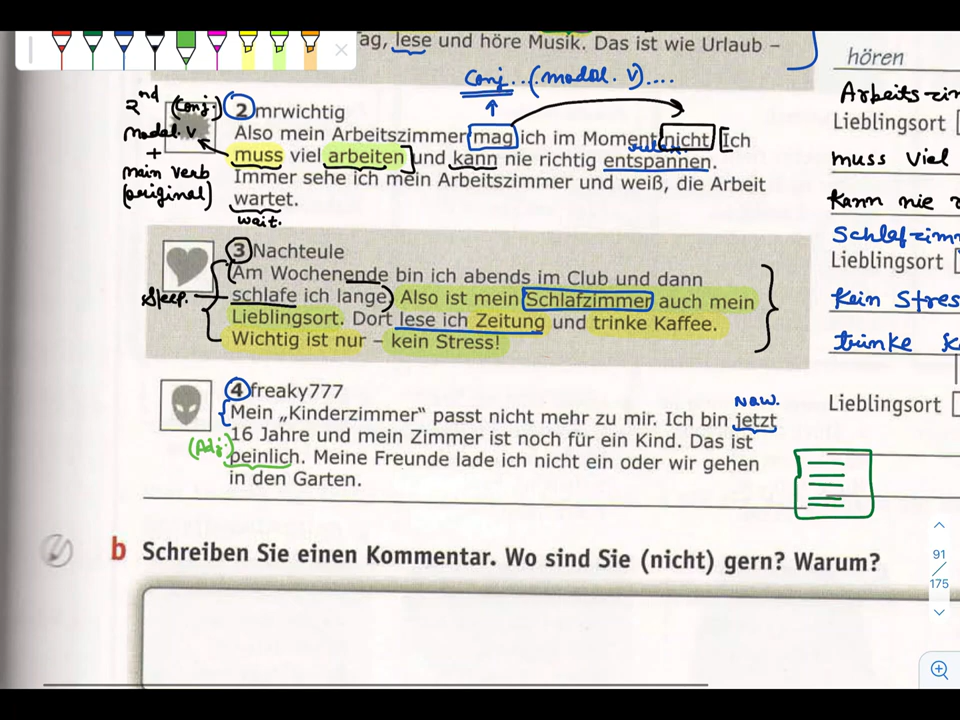 ag, lese und höre Musik. Das ist wie Urlaub –
hören
Conj...(modal. v)....
2nd (Conj.)
modal. v
+
main verb
(original)
2 mrwichtig
Also mein Arbeitszimmer mag ich im Moment nicht. Ich
muss viel arbeiten und kann nie richtig entspannen.
Immer sehe ich mein Arbeitszimmer und weiß, die Arbeit
wartet.
wait.
Arbeits-zim
Lieblingsort
muss viel
kann nie
3 Nachteule
Am Wochenende bin ich abends im Club und dann
schlafe ich lange. Also ist mein Schlafzimmer auch mein
Lieblingsort. Dort lese ich Zeitung und trinke Kaffee.
Wichtig ist nur – kein Stress!
Sleep.
Schlafzimm
Lieblingsort
kein Stres
trinke
4 freaky777
now.
Mein „Kinderzimmer“ passt nicht mehr zu mir. Ich bin jetzt
16 Jahre und mein Zimmer ist noch für ein Kind. Das ist
(Adj.)
peinlich. Meine Freunde lade ich nicht ein oder wir gehen
in den Garten.
Lieblingsort
b Schreiben Sie einen Kommentar. Wo sind Sie (nicht) gern? Warum?
91
/
175